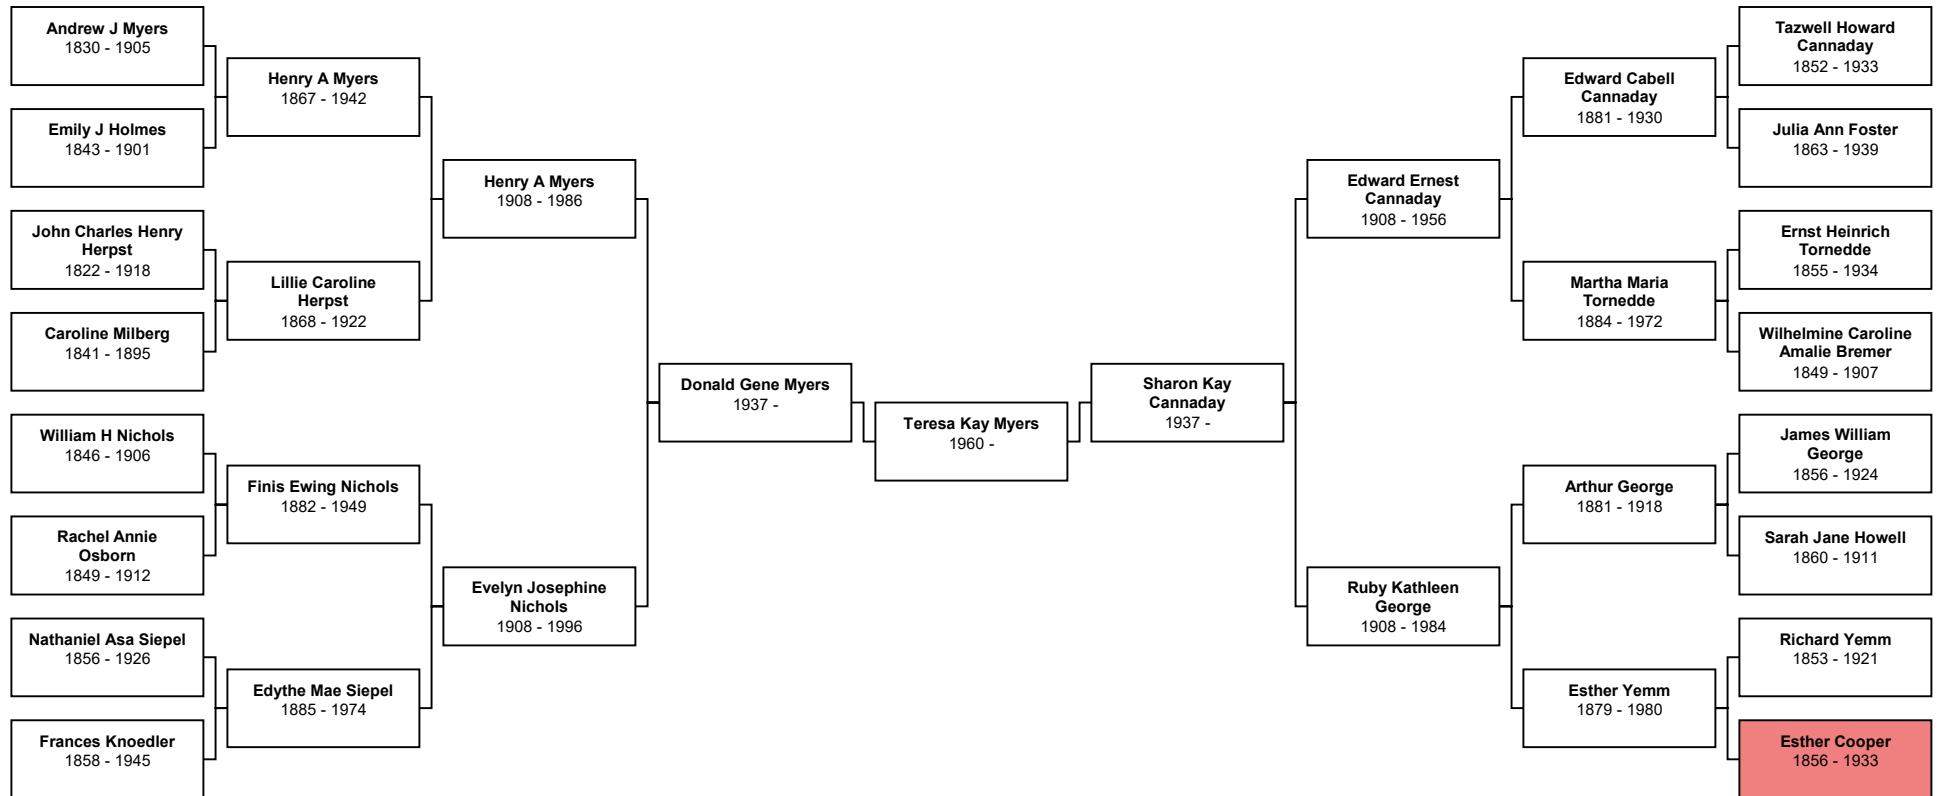 Andrew J Myers
1830 - 1905
Emily J Holmes
1843 - 1901
John Charles Henry
Herpst
1822 - 1918
Caroline Milberg
1841 - 1895
William H Nichols
1846 - 1906
Rachel Annie
Osborn
1849 - 1912
Nathaniel Asa Siepel
1856 - 1926
Frances Knoedler
1858 - 1945
Henry A Myers
1867 - 1942
Lillie Caroline
Herpst
1868 - 1922
Finis Ewing Nichols
1882 - 1949
Edythe Mae Siepel
1885 - 1974
Henry A Myers
1908 - 1986
Evelyn Josephine
Nichols
1908 - 1996
Donald Gene Myers
1937 -
Teresa Kay Myers
1960 -
Sharon Kay
Cannaday
1937 -
Edward Ernest
Cannaday
1908 - 1956
Ruby Kathleen
George
1908 - 1984
Edward Cabell
Cannaday
1881 - 1930
Martha Maria
Tornedde
1884 - 1972
Arthur George
1881 - 1918
Esther Yemm
1879 - 1980
Tazwell Howard
Cannaday
1852 - 1933
Julia Ann Foster
1863 - 1939
Ernst Heinrich
Tornedde
1855 - 1934
Wilhelmine Caroline
Amalie Bremer
1849 - 1907
James William
George
1856 - 1924
Sarah Jane Howell
1860 - 1911
Richard Yemm
1853 - 1921
Esther Cooper
1856 - 1933